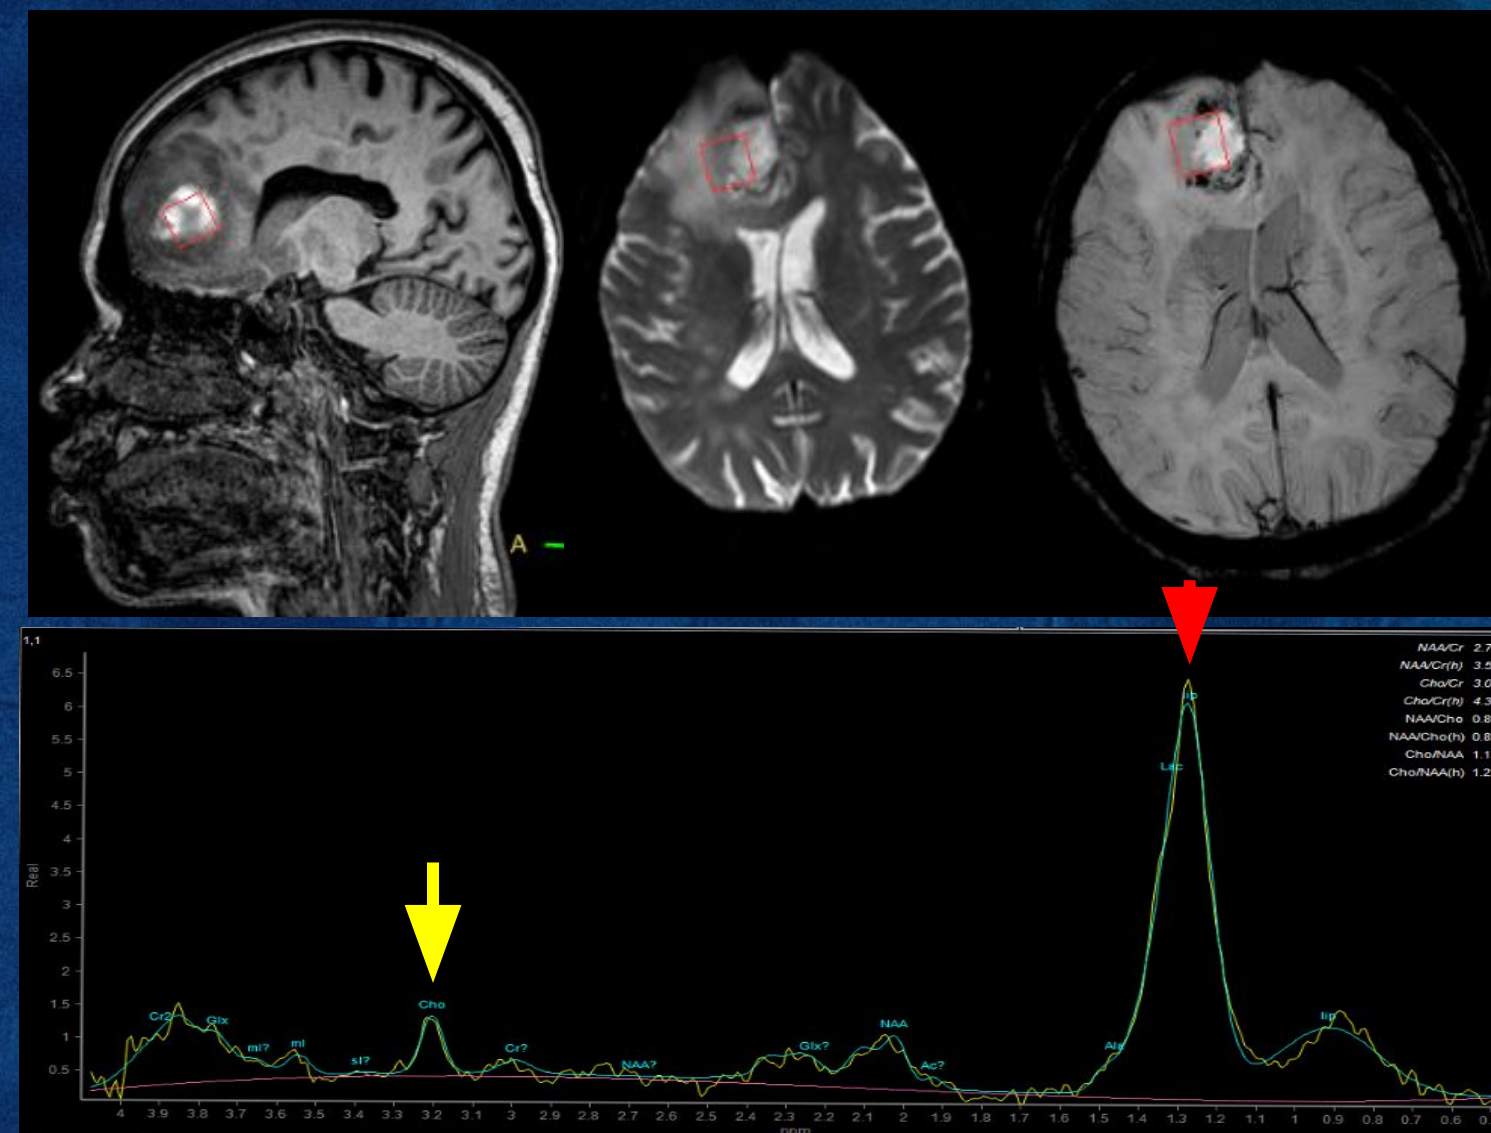 A
1,1
NAA/Cr 2.7
NAA/Cr(h) 3.5
Cho/Cr 3.0
Cho/Cr(h) 4.3
NAA/Cho 0.8
NAA/Cho(h) 0.8
Cho/NAA 1.1
Cho/NAA(h) 1.2
6.5
6
5.5
5
4.5
4
3.5
3
2.5
2
1.5
1
0.5
Real
lip
Lac
Cho
Cr2
Glx
mI?
mI
sI?
Cr?
NAA?
Glx?
NAA
Ac?
Ala
lip
4 3.9 3.8 3.7 3.6 3.5 3.4 3.3 3.2 3.1 3 2.9 2.8 2.7 2.6 2.5 2.4 2.3 2.2 2.1 2 1.9 1.8 1.7 1.6 1.5 1.4 1.3 1.2 1.1 1 0.9 0.8 0.7 0.6
ppm